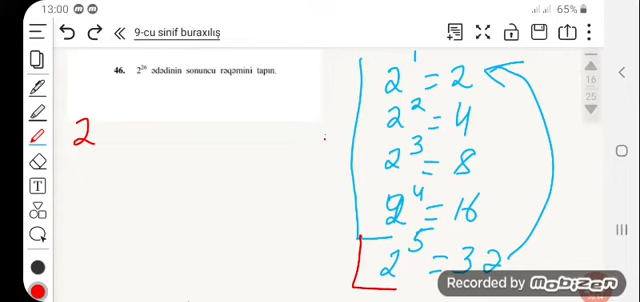 13:00 65%
9-cu sinif buraxılış
46. 2²⁶ ədədinin sonuncu rəqəmini tapın.
16
25
2
2¹ = 2
2² = 4
2³ = 8
2⁴ = 16
2⁵ = 32
T
Recorded by
mobizen